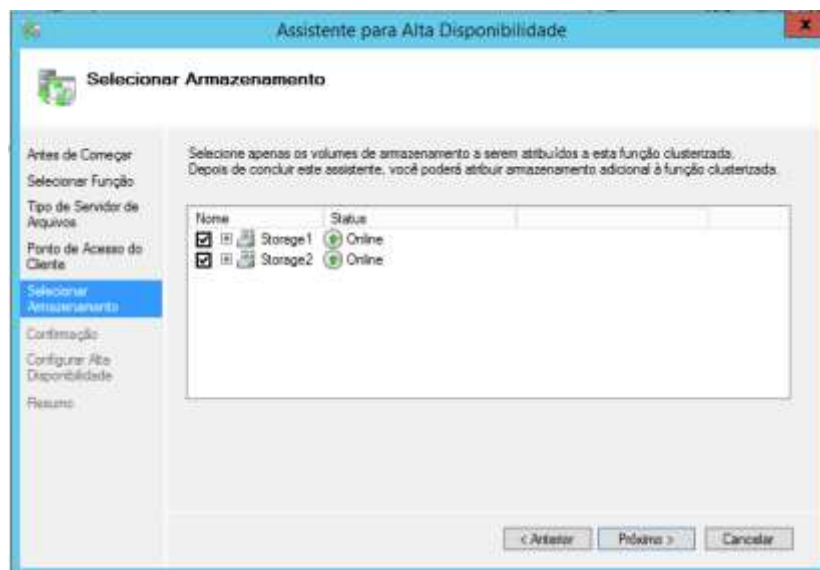 Assistente para Alta Disponibilidade
x
Selecionar Armazenamento
Antes de Começar
Selecionar Função
Tipo de Servidor de
Arquivos
Ponto de Acesso do
Cliente
Selecionar
Armazenamento
Confirmação
Configurar Alta
Disponibilidade
Resumo
Selecione apenas os volumes de armazenamento a serem atribuídos a esta função clusterizada.
Depois de concluir este assistente, você poderá atribuir armazenamento adicional à função clusterizada.
Nome Status
Storage1 Online
Storage2 Online
< Anterior Próximo > Cancelar